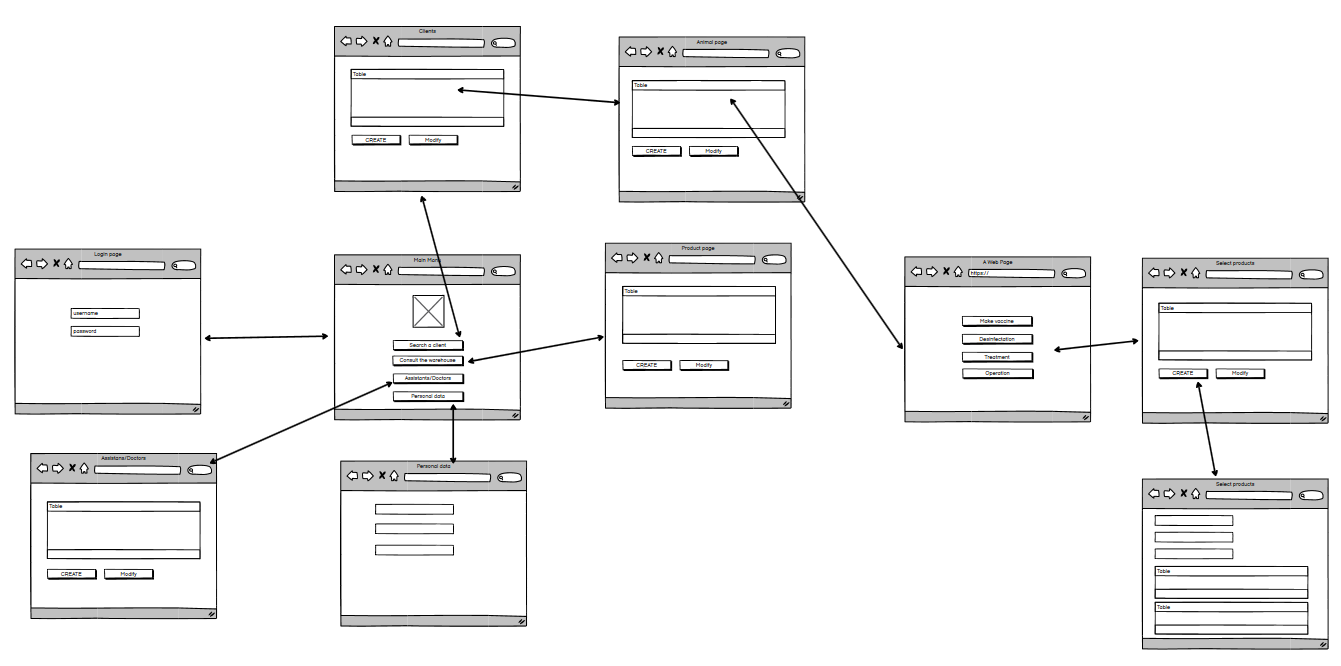 Clients
Table
CREATE
Modify
Animal page
Table
CREATE
Modify
Login page
username
password
Main Menu
Search a client
Consult the warehouse
Assistants/Doctors
Personal data
Product page
Table
CREATE
Modify
A Web Page
https://
Make vaccine
Desinfectation
Treatment
Operation
Select products
Table
CREATE
Modify
Assistans/Doctors
Table
CREATE
Modify
Personal data
Select products
Table
Table